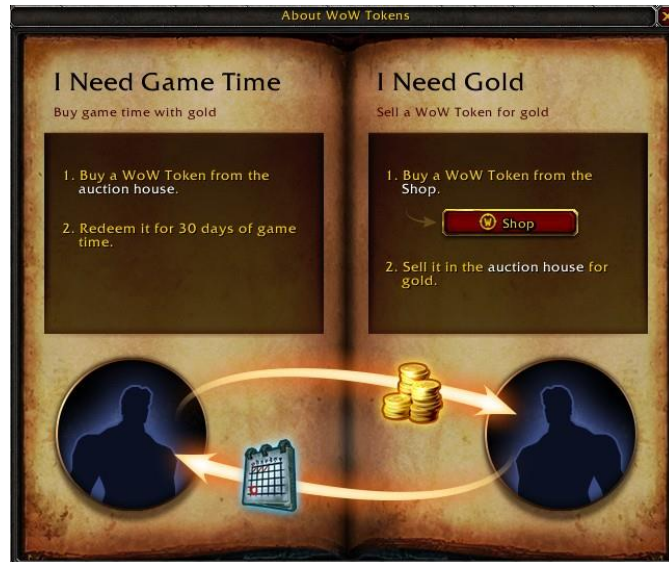 About WoW Tokens
I Need Game Time
Buy game time with gold
1. Buy a WoW Token from the
auction house.
2. Redeem it for 30 days of game
time.
I Need Gold
Sell a WoW Token for gold
1. Buy a WoW Token from the
Shop.
Shop
2. Sell it in the auction house for
gold.